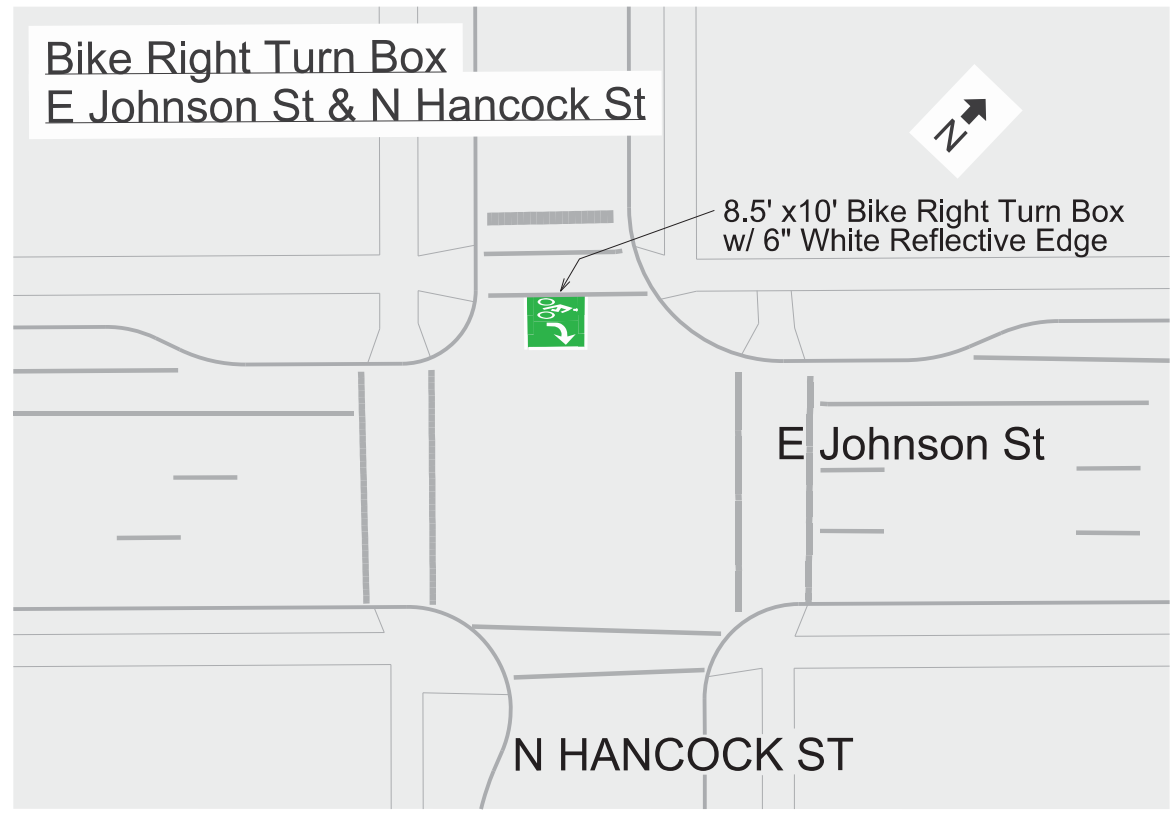 Bike Right Turn Box
E Johnson St & N Hancock St
N
8.5' x10' Bike Right Turn Box
w/ 6" White Reflective Edge
E Johnson St
N HANCOCK ST